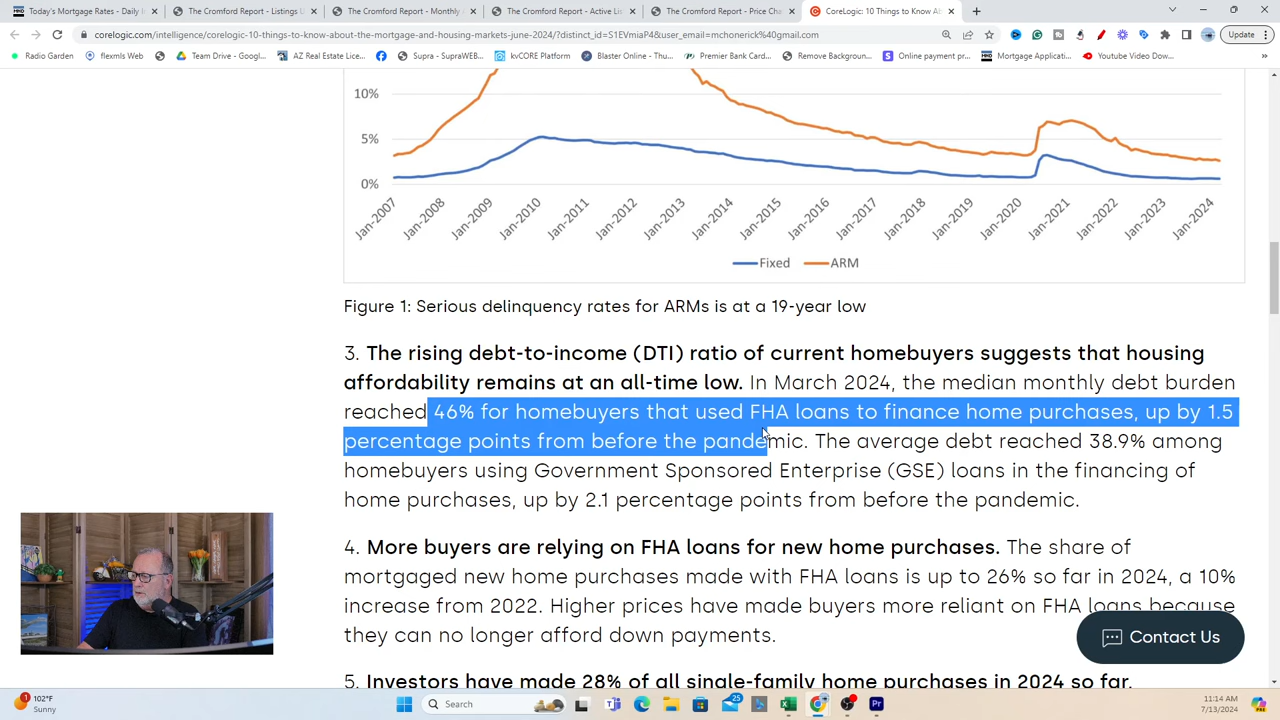 Today's Mortgage Rates - Daily In
The Cromford Report - Listings U
The Cromford Report - Monthly
The Cromford Report - Active Lis
The Cromford Report - Price Cha
CoreLogic: 10 Things to Know Ab
corelogic.com/intelligence/corelogic-10-things-to-know-about-the-mortgage-and-housing-markets-june-2024/?distinct_id=S1EVmiaP4&user_email=mchonerick%40gmail.com
Update
Radio Garden
flexmls Web
Team Drive - Googl...
AZ Real Estate Lice...
Supra - SupraWEB...
kvCORE Platform
Blaster Online - Thu...
Premier Bank Card...
Remove Background...
Online payment pr...
Mortgage Applicati...
Youtube Video Dow...
10%
5%
0%
Jan-2007
Jan-2008
Jan-2009
Jan-2010
Jan-2011
Jan-2012
Jan-2013
Jan-2014
Jan-2015
Jan-2016
Jan-2017
Jan-2018
Jan-2019
Jan-2020
Jan-2021
Jan-2022
Jan-2023
Jan-2024
Fixed
ARM
Figure 1: Serious delinquency rates for ARMs is at a 19-year low
3. The rising debt-to-income (DTI) ratio of current homebuyers suggests that housing
affordability remains at an all-time low. In March 2024, the median monthly debt burden
reached 46% for homebuyers that used FHA loans to finance home purchases, up by 1.5
percentage points from before the pandemic. The average debt reached 38.9% among
homebuyers using Government Sponsored Enterprise (GSE) loans in the financing of
home purchases, up by 2.1 percentage points from before the pandemic.
4. More buyers are relying on FHA loans for new home purchases. The share of
mortgaged new home purchases made with FHA loans is up to 26% so far in 2024, a 10%
increase from 2022. Higher prices have made buyers more reliant on FHA loans because
they can no longer afford down payments.
Contact Us
5. Investors have made 28% of all single-family home purchases in 2024 so far.
1
102°F
Sunny
Search
25
11:14 AM
7/13/2024